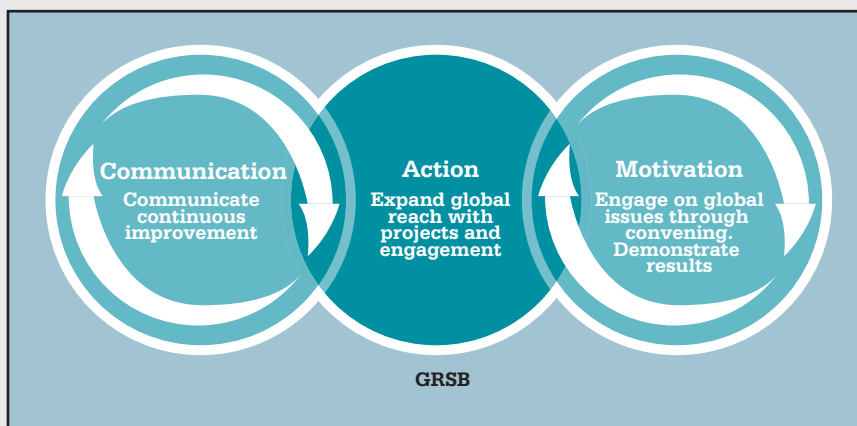 Communication
Communicate
continuous
improvement
Action
Expand global
reach with
projects and
engagement
Motivation
Engage on global
issues through
convening.
Demonstrate
results
GRSB